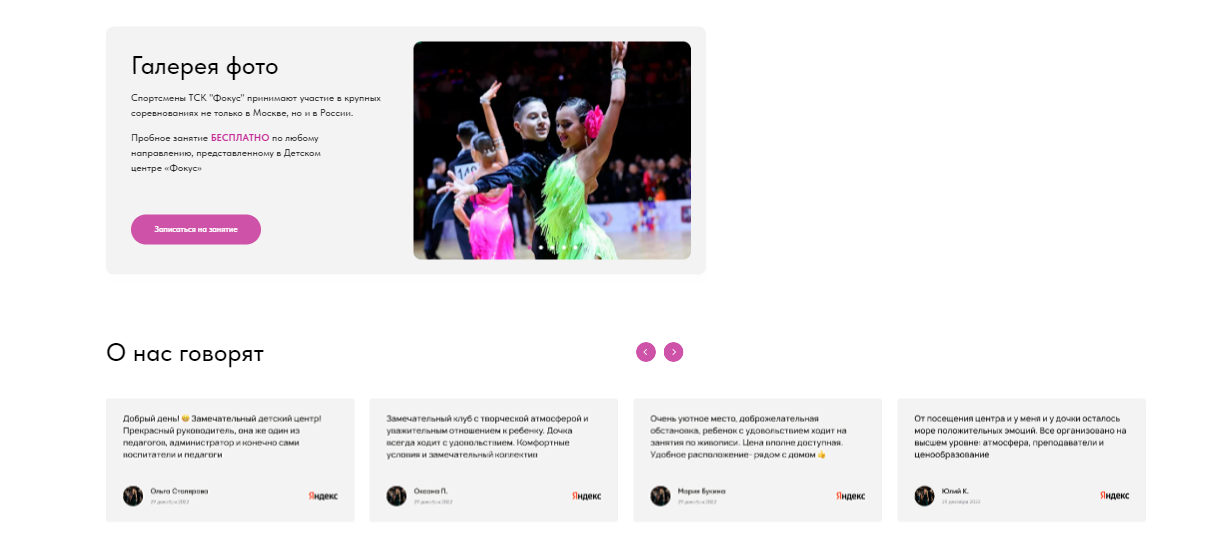 Галерея фото
Спортсмены ТСК "Фокус" принимают участие в крупных
соревнованиях не только в Москве, но и в России.
Пробное занятие БЕСПЛАТНО по любому
направлению, представленному в Детском
центре «Фокус»
Записаться на занятие
О нас говорят
Добрый день! 😄 Замечательный детский центр!
Прекрасный руководитель, она же один из
педагогов, администратор и конечно сами
воспитатели и педагоги
Ольга Столярова
Яндекс
Замечательный клуб с творческой атмосферой и
уважительным отношением к ребенку. Дочка
всегда ходит с удовольствием. Комфортные
условия и замечательный коллектив
Оксана П.
Яндекс
Очень уютное место, доброжелательная
обстановка, ребенок с удовольствием ходит на
занятия по живописи. Цена вполне доступная.
Удобное расположение- рядом с домом 👍
Мария Букина
Яндекс
От посещения центра и у меня и у дочки осталось
море положительных эмоций. Все организовано на
высшем уровне: атмосфера, преподаватели и
ценообразование
Юлий К.
Яндекс